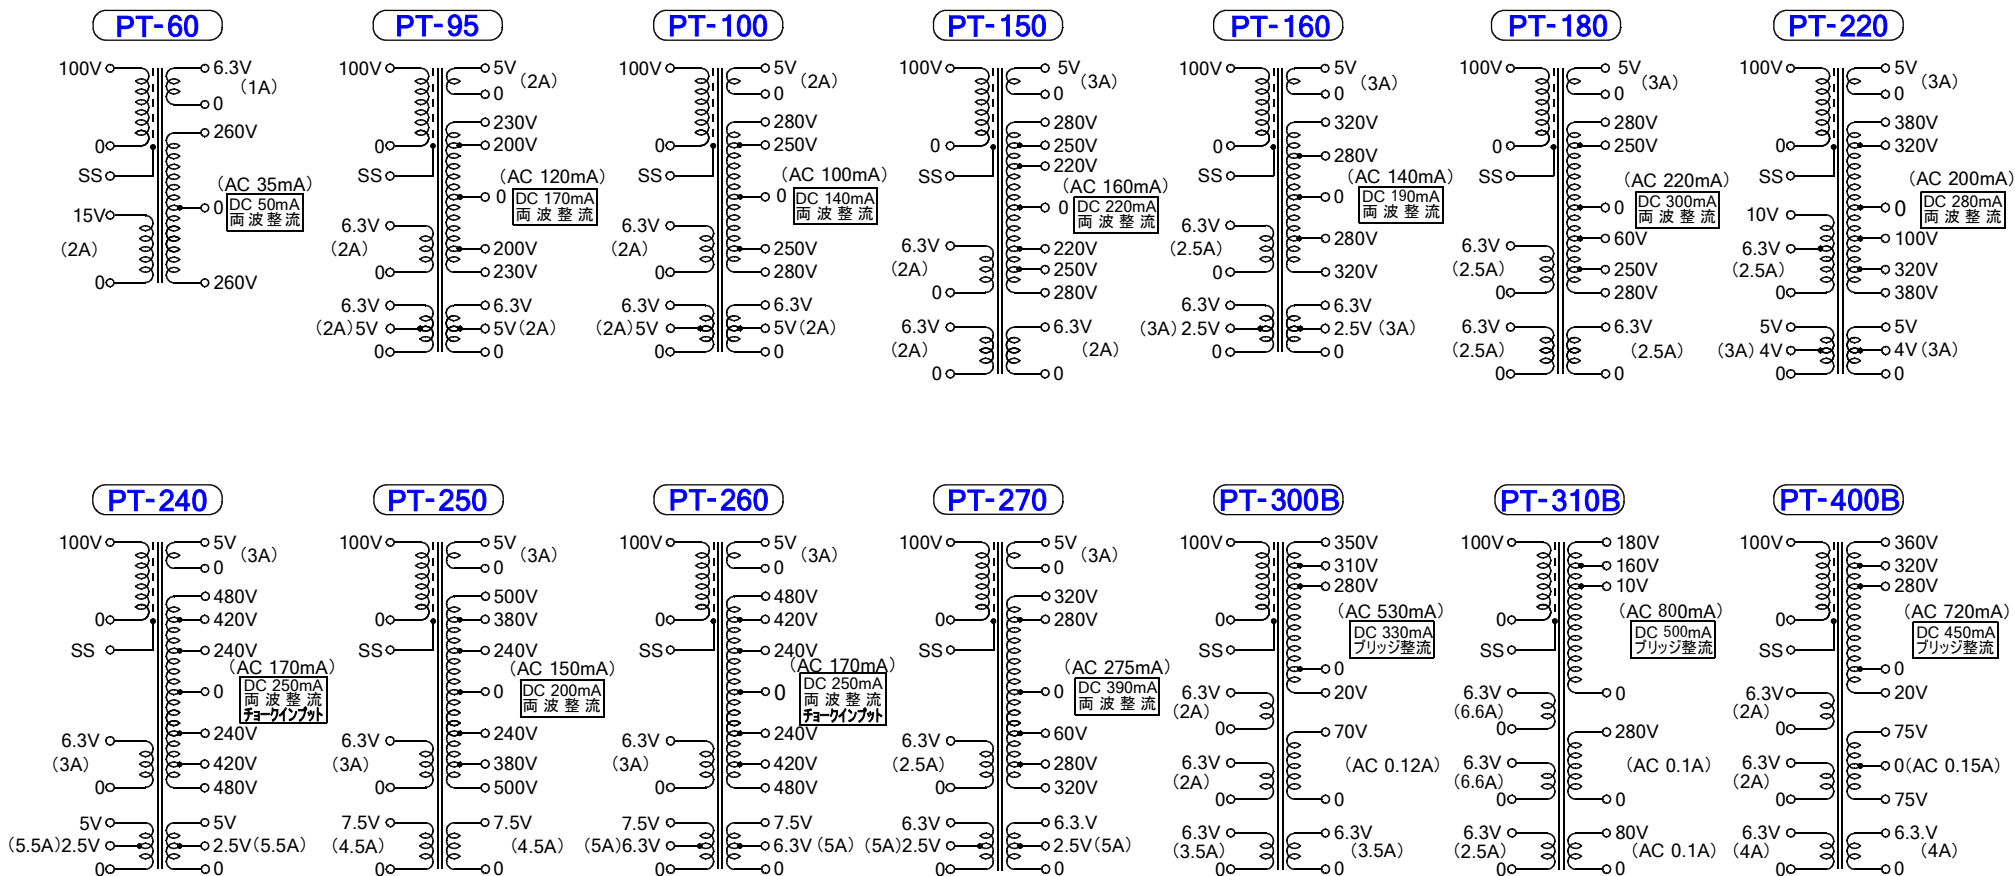 PT-60
100V
0
SS
15V
(2A)
0
6.3V
(1A)
0
260V
(AC 35mA)
0
DC 50mA
両波整流
260V
PT-95
100V
0
SS
6.3V
(2A)
0
6.3V
(2A)5V
0
5V
(2A)
0
230V
200V
(AC 120mA)
0
DC 170mA
両波整流
200V
230V
6.3V
5V(2A)
0
PT-100
100V
0
SS
6.3V
(2A)
0
6.3V
(2A)5V
0
5V
(2A)
0
280V
250V
(AC 100mA)
0
DC 140mA
両波整流
250V
280V
6.3V
5V(2A)
0
PT-150
100V
0
SS
6.3V
(2A)
0
6.3V
(2A)
0
5V
(3A)
0
280V
250V
220V
(AC 160mA)
0
DC 220mA
両波整流
220V
250V
280V
6.3V
(2A)
0
PT-160
100V
0
SS
6.3V
(2.5A)
0
6.3V
(3A) 2.5V
0
5V
(3A)
0
320V
280V
(AC 140mA)
0
DC 190mA
両波整流
280V
320V
6.3V
2.5V (3A)
0
PT-180
100V
0
SS
6.3V
(2.5A)
0
6.3V
(2.5A)
0
5V
(3A)
0
280V
250V
(AC 220mA)
0
DC 300mA
両波整流
60V
250V
280V
6.3V
(2.5A)
0
PT-220
100V
0
SS
10V
6.3V
(2.5A)
0
5V
(3A) 4V
0
5V
(3A)
0
380V
320V
(AC 200mA)
0
DC 280mA
両波整流
100V
320V
380V
5V
4V(3A)
0
PT-240
100V
0
SS
6.3V
(3A)
0
5V
(5.5A)2.5V
0
5V
(3A)
0
480V
420V
240V
(AC 170mA)
0
DC 250mA
両波整流
チョークインプット
240V
420V
480V
5V
2.5V(5.5A)
0
PT-250
100V
0
SS
6.3V
(3A)
0
7.5V
(4.5A)
0
5V
(3A)
0
500V
380V
240V
(AC 150mA)
0
DC 200mA
両波整流
240V
380V
500V
7.5V
(4.5A)
0
PT-260
100V
0
SS
6.3V
(3A)
0
7.5V
(5A)6.3V
0
5V
(3A)
0
480V
420V
240V
(AC 170mA)
0
DC 250mA
両波整流
チョークインプット
240V
420V
480V
7.5V
6.3V (5A)
0
PT-270
100V
0
SS
6.3V
(2.5A)
0
6.3V
(5A)2.5V
0
5V
(3A)
0
320V
280V
(AC 275mA)
0
DC 390mA
両波整流
60V
280V
320V
6.3.V
2.5V(5A)
0
PT-300B
100V
0
SS
6.3V
(2A)
0
6.3V
(2A)
0
6.3V
(3.5A)
0
350V
310V
280V
(AC 530mA)
DC 330mA
ブリッジ整流
0
20V
70V
(AC 0.12A)
0
6.3V
(3.5A)
0
PT-310B
100V
0
SS
6.3V
(6.6A)
0
6.3V
(6.6A)
0
6.3V
(2.5A)
0
180V
160V
10V
(AC 800mA)
DC 500mA
ブリッジ整流
0
280V
(AC 0.1A)
0
80V
(AC 0.1A)
0
PT-400B
100V
0
SS
6.3V
(2A)
0
6.3V
(2A)
0
6.3V
(4A)
0
360V
320V
280V
(AC 720mA)
DC 450mA
ブリッジ整流
0
20V
75V
0(AC 0.15A)
75V
6.3.V
(4A)
0